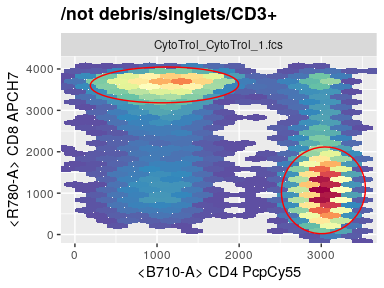 /not debris/singlets/CD3+
CytoTrol_CytoTrol_1.fcs
<R780-A> CD8 APCH7
4000
3000
2000
1000
0
0 1000 2000 3000
<B710-A> CD4 PcpCy55